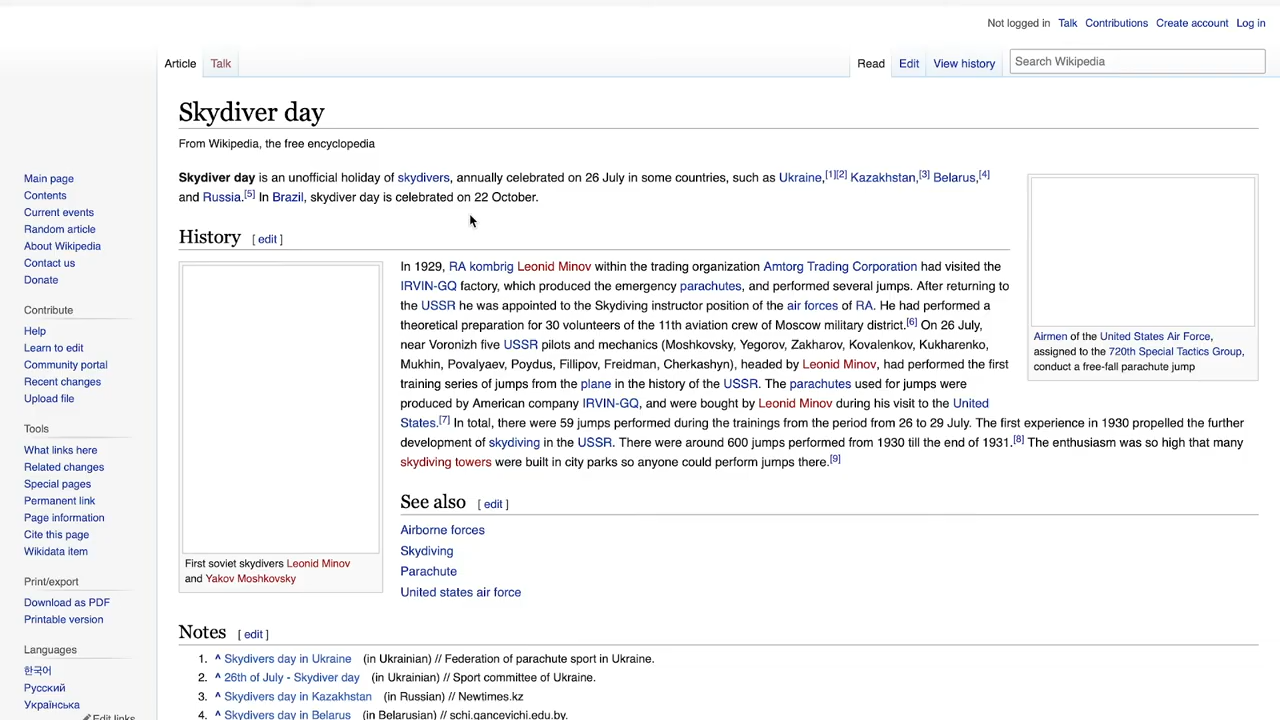 Not logged in Talk Contributions Create account Log in
Article Talk Read Edit View history Search Wikipedia
Skydiver day
From Wikipedia, the free encyclopedia
Skydiver day is an unofficial holiday of skydivers, annually celebrated on 26 July in some countries, such as Ukraine,[1][2] Kazakhstan,[3] Belarus,[4]
and Russia.[5] In Brazil, skydiver day is celebrated on 22 October.
History [ edit ]
In 1929, RA kombrig Leonid Minov within the trading organization Amtorg Trading Corporation had visited the
IRVIN-GQ factory, which produced the emergency parachutes, and performed several jumps. After returning to
the USSR he was appointed to the Skydiving instructor position of the air forces of RA. He had performed a
theoretical preparation for 30 volunteers of the 11th aviation crew of Moscow military district.[6] On 26 July,
near Voronizh five USSR pilots and mechanics (Moshkovsky, Yegorov, Zakharov, Kovalenkov, Kukharenko,
Mukhin, Povalyaev, Poydus, Fillipov, Freidman, Cherkashyn), headed by Leonid Minov, had performed the first
training series of jumps from the plane in the history of the USSR. The parachutes used for jumps were
produced by American company IRVIN-GQ, and were bought by Leonid Minov during his visit to the United
States.[7] In total, there were 59 jumps performed during the trainings from the period from 26 to 29 July. The first experience in 1930 propelled the further
development of skydiving in the USSR. There were around 600 jumps performed from 1930 till the end of 1931.[8] The enthusiasm was so high that many
skydiving towers were built in city parks so anyone could perform jumps there.[9]
Airmen of the United States Air Force,
assigned to the 720th Special Tactics Group,
conduct a free-fall parachute jump
First soviet skydivers Leonid Minov
and Yakov Moshkovsky
See also [ edit ]
Airborne forces
Skydiving
Parachute
United states air force
Notes [ edit ]
1. ^ Skydivers day in Ukraine (in Ukrainian) // Federation of parachute sport in Ukraine.
2. ^ 26th of July - Skydiver day (in Ukrainian) // Sport committee of Ukraine.
3. ^ Skydivers day in Kazakhstan (in Russian) // Newtimes.kz
4. ^ Skydivers day in Belarus (in Belarusian) // schi.gancevichi.edu.by.
Main page
Contents
Current events
Random article
About Wikipedia
Contact us
Donate
Contribute
Help
Learn to edit
Community portal
Recent changes
Upload file
Tools
What links here
Related changes
Special pages
Permanent link
Page information
Cite this page
Wikidata item
Print/export
Download as PDF
Printable version
Languages
한국어
Русский
Українська
Edit links